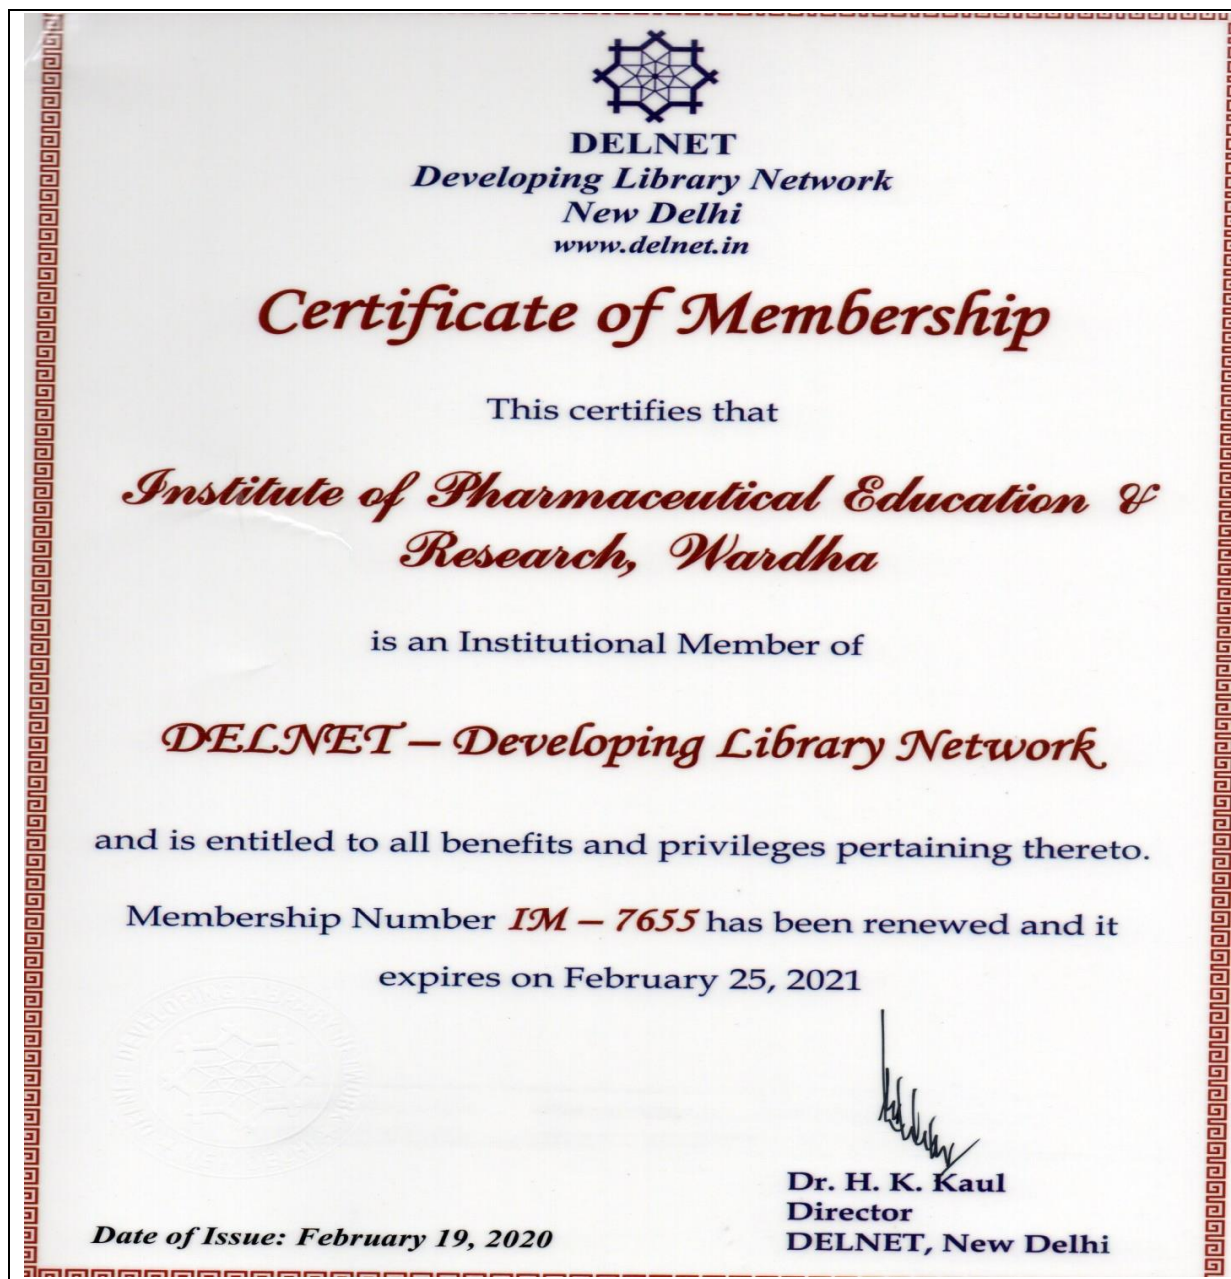 DELNET
Developing Library Network
New Delhi
www.delnet.in
Certificate of Membership
This certifies that
Institute of Pharmaceutical Education &
Research, Wardha
is an Institutional Member of
DELNET – Developing Library Network
and is entitled to all benefits and privileges pertaining thereto.
Membership Number IM – 7655 has been renewed and it
expires on February 25, 2021
Dr. H. K. Kaul
Director
DELNET, New Delhi
Date of Issue: February 19, 2020